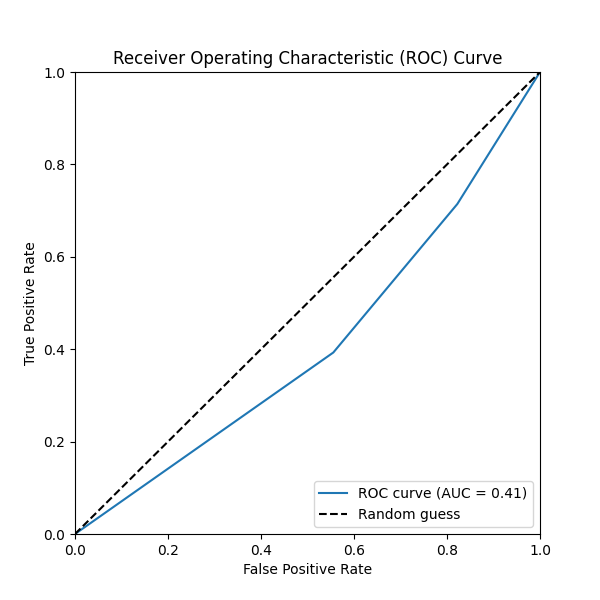 Receiver Operating Characteristic (ROC) Curve
True Positive Rate
1.0
0.8
0.6
0.4
0.2
0.0
ROC curve (AUC = 0.41)
Random guess
0.0 0.2 0.4 0.6 0.8 1.0
False Positive Rate